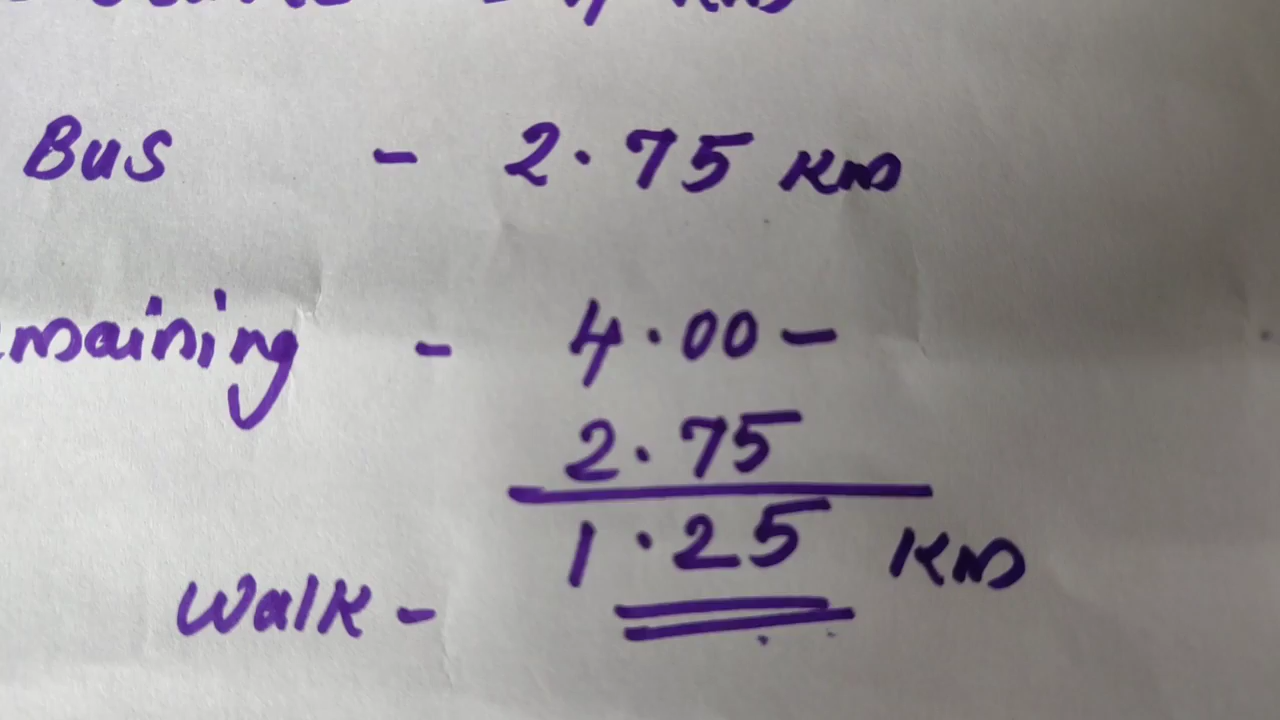 Bus - 2.75 Km
maining - 4.00 -
2.75
1.25 Km
Walk -